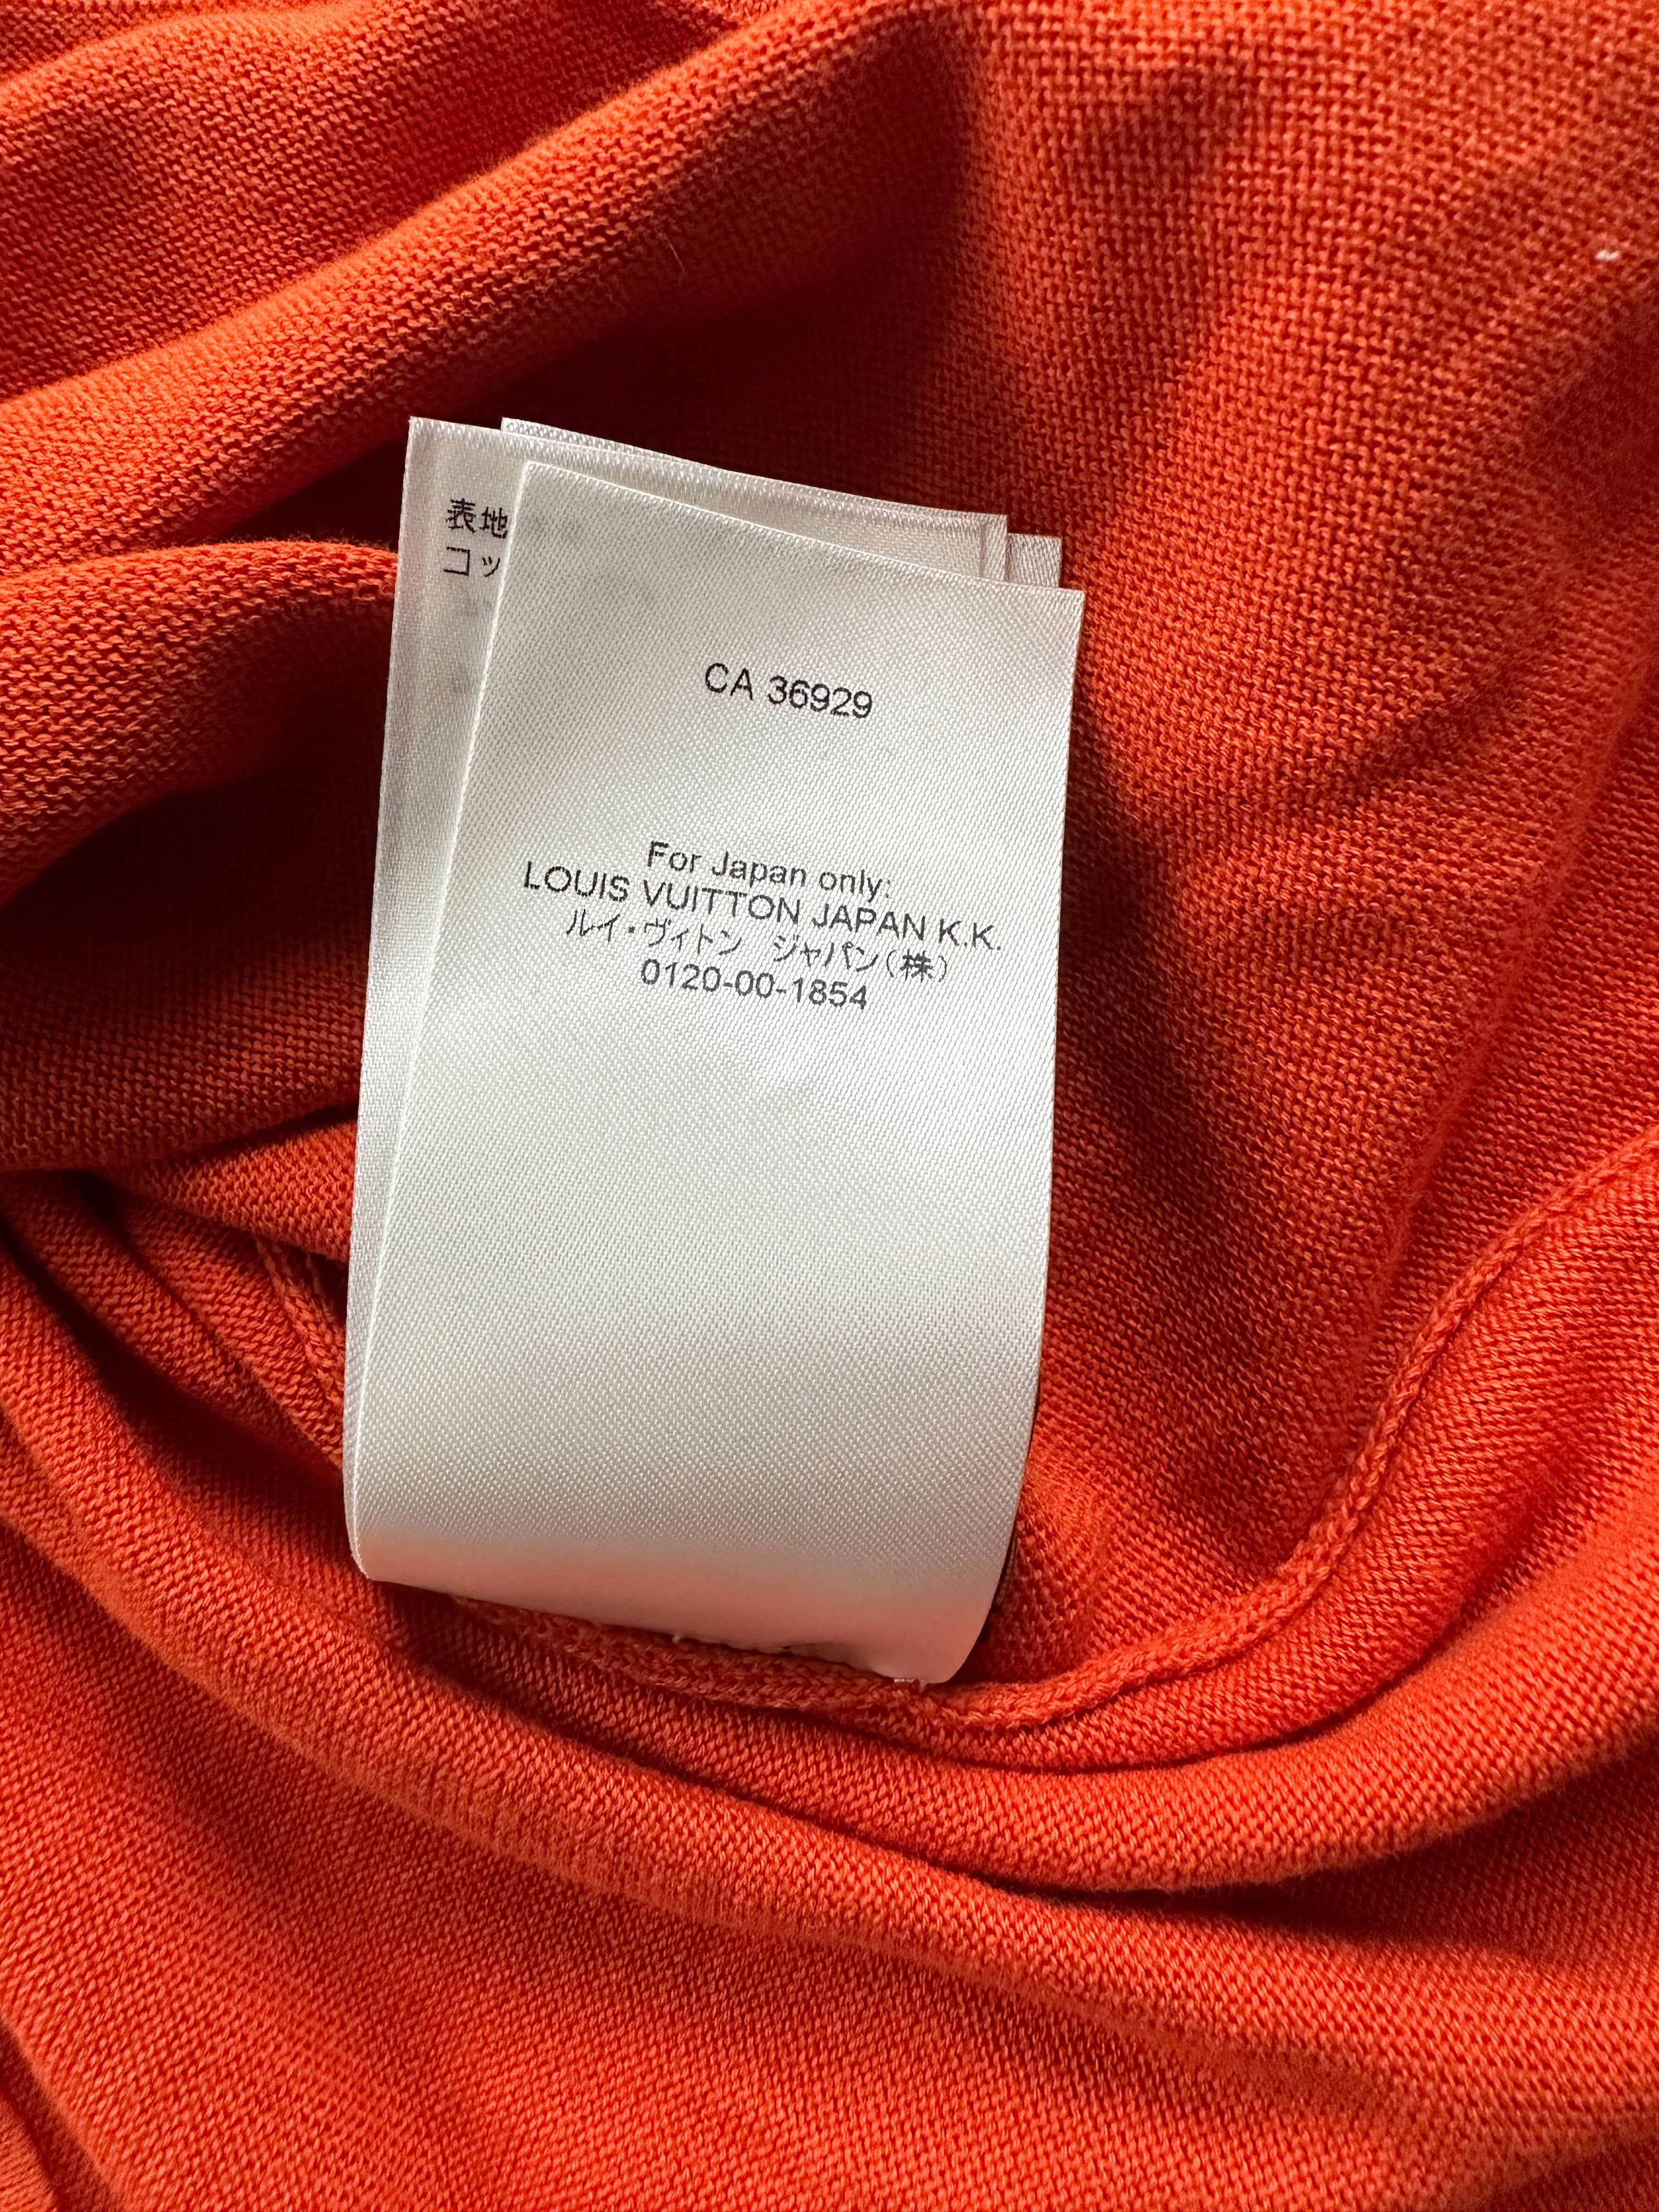 表地
コッ
CA 36929
For Japan only:
LOUIS VUITTON JAPAN K.K.
ルイ・ヴィトン　ジャパン(株)
0120-00-1854